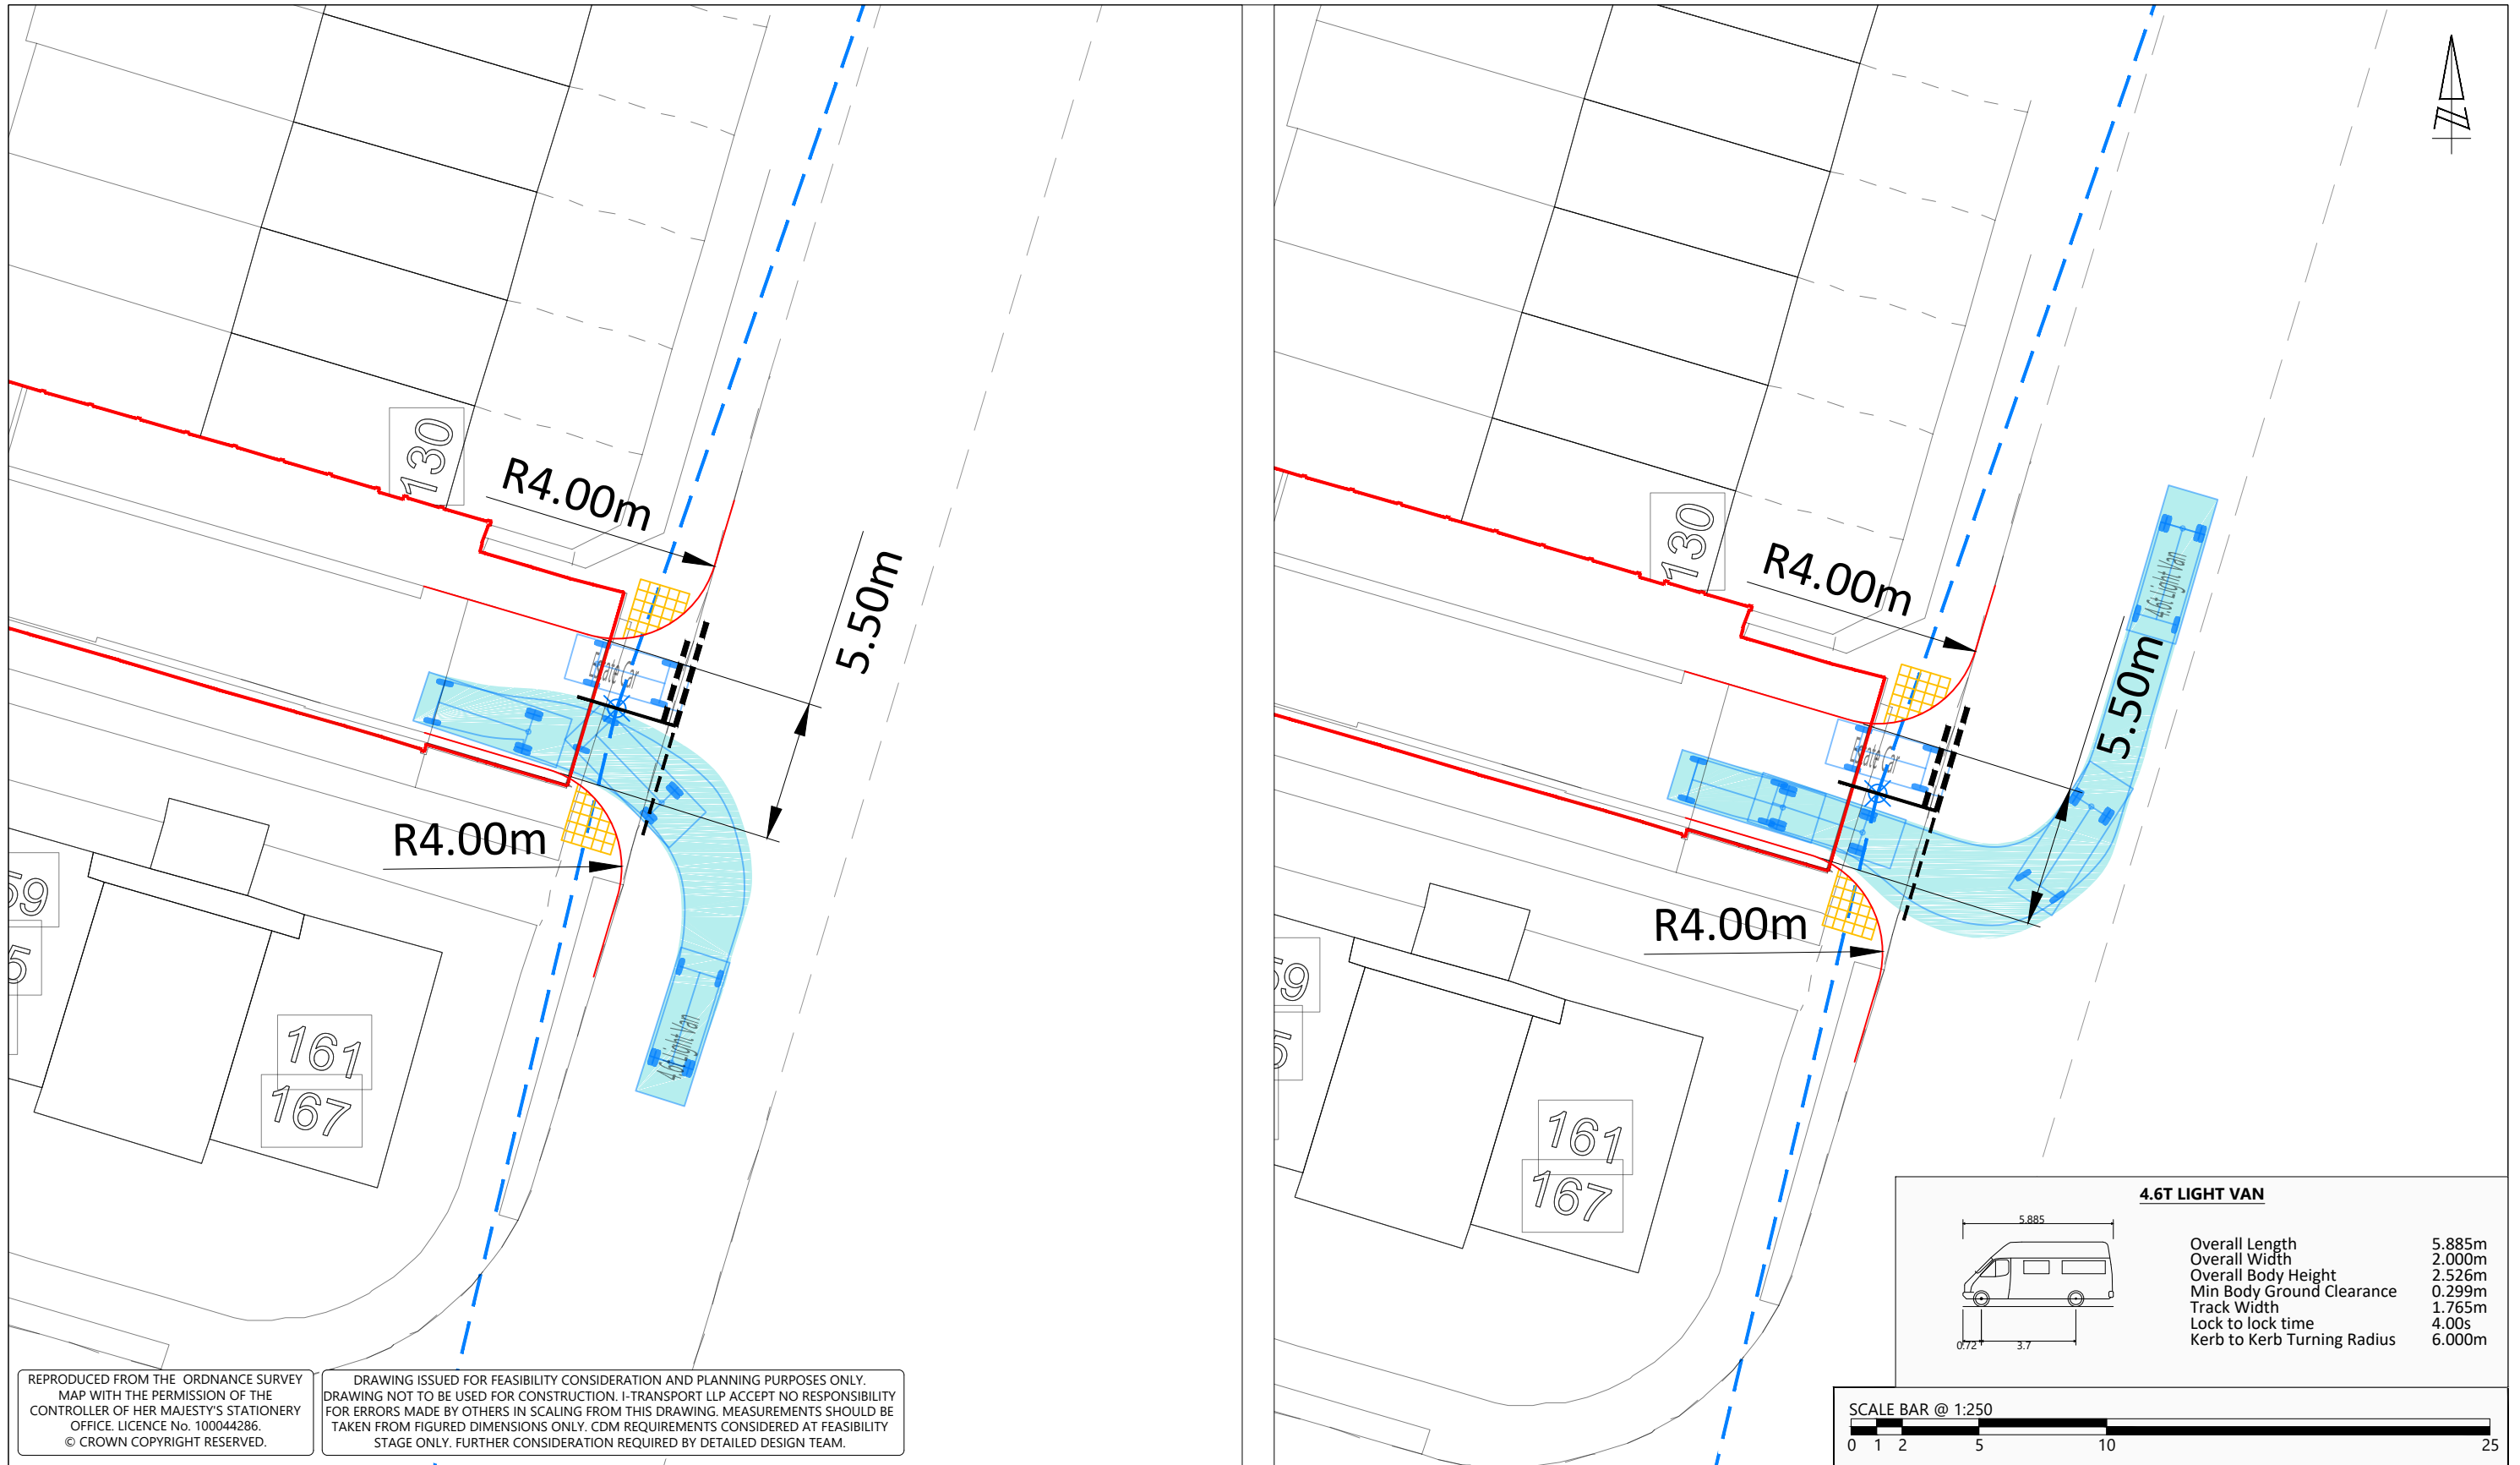 130
R4.00m
5.50m
Estate Car
R4.00m
4.6t Light Van
59
5
161
167
REPRODUCED FROM THE ORDNANCE SURVEY
MAP WITH THE PERMISSION OF THE
CONTROLLER OF HER MAJESTY'S STATIONERY
OFFICE. LICENCE No. 100044286.
© CROWN COPYRIGHT RESERVED.
DRAWING ISSUED FOR FEASIBILITY CONSIDERATION AND PLANNING PURPOSES ONLY.
DRAWING NOT TO BE USED FOR CONSTRUCTION. I-TRANSPORT LLP ACCEPT NO RESPONSIBILITY
FOR ERRORS MADE BY OTHERS IN SCALING FROM THIS DRAWING. MEASUREMENTS SHOULD BE
TAKEN FROM FIGURED DIMENSIONS ONLY. CDM REQUIREMENTS CONSIDERED AT FEASIBILITY
STAGE ONLY. FURTHER CONSIDERATION REQUIRED BY DETAILED DESIGN TEAM.
N
4.6t Light Van
130
R4.00m
5.50m
Estate Car
R4.00m
59
5
161
167
4.6T LIGHT VAN
5.885
0.72 3.7
Overall Length 5.885m
Overall Width 2.000m
Overall Body Height 2.526m
Min Body Ground Clearance 0.299m
Track Width 1.765m
Lock to lock time 4.00s
Kerb to Kerb Turning Radius 6.000m
SCALE BAR @ 1:250
0 1 2 5 10 25